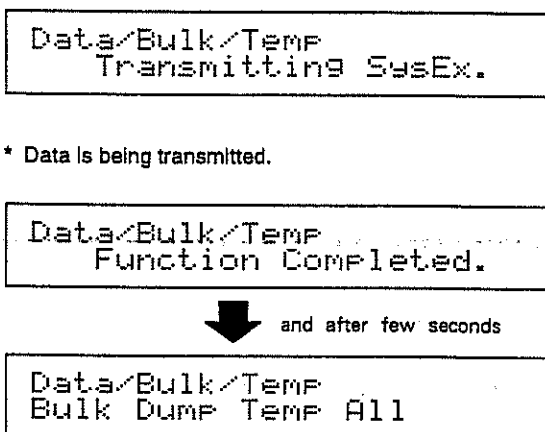 Data/Bulk/Temp
Transmitting SysEx.
* Data is being transmitted.
Data/Bulk/Temp
Function Completed.
and after few seconds
Data/Bulk/Temp
Bulk Dump Temp All